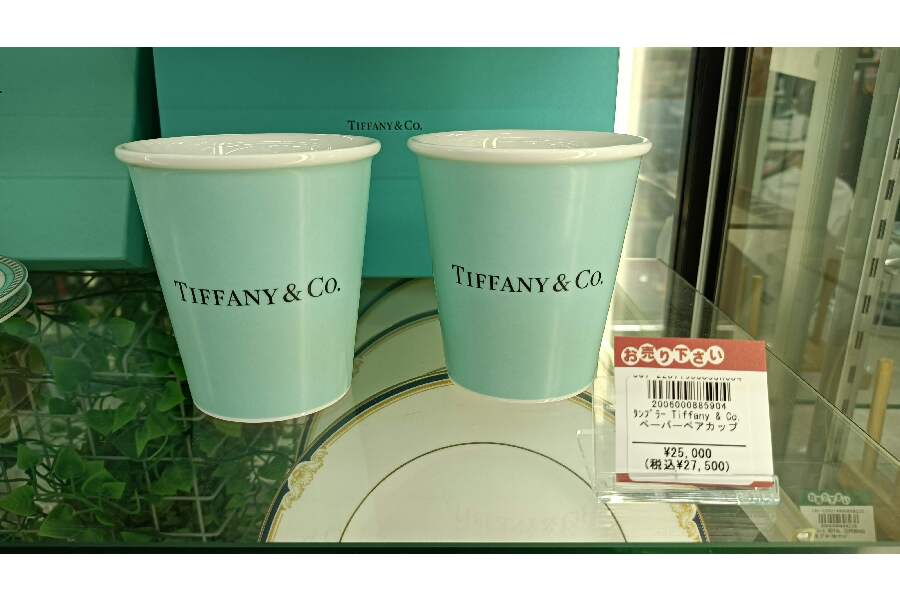 TIFFANY & CO.
TIFFANY & CO.
TIFFANY & CO.
お売り下さい
2006000885904
ﾀﾝﾌﾞﾗｰ Tiffany & Co.
ペーパーペアカップ
¥25,000
(税込¥27,500)